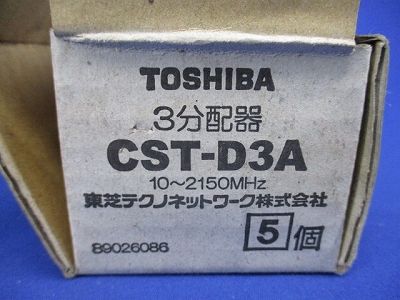 TOSHIBA
3分配器
CST-D3A
10～2150MHz
東芝テクノネットワーク株式会社
5個
89026086